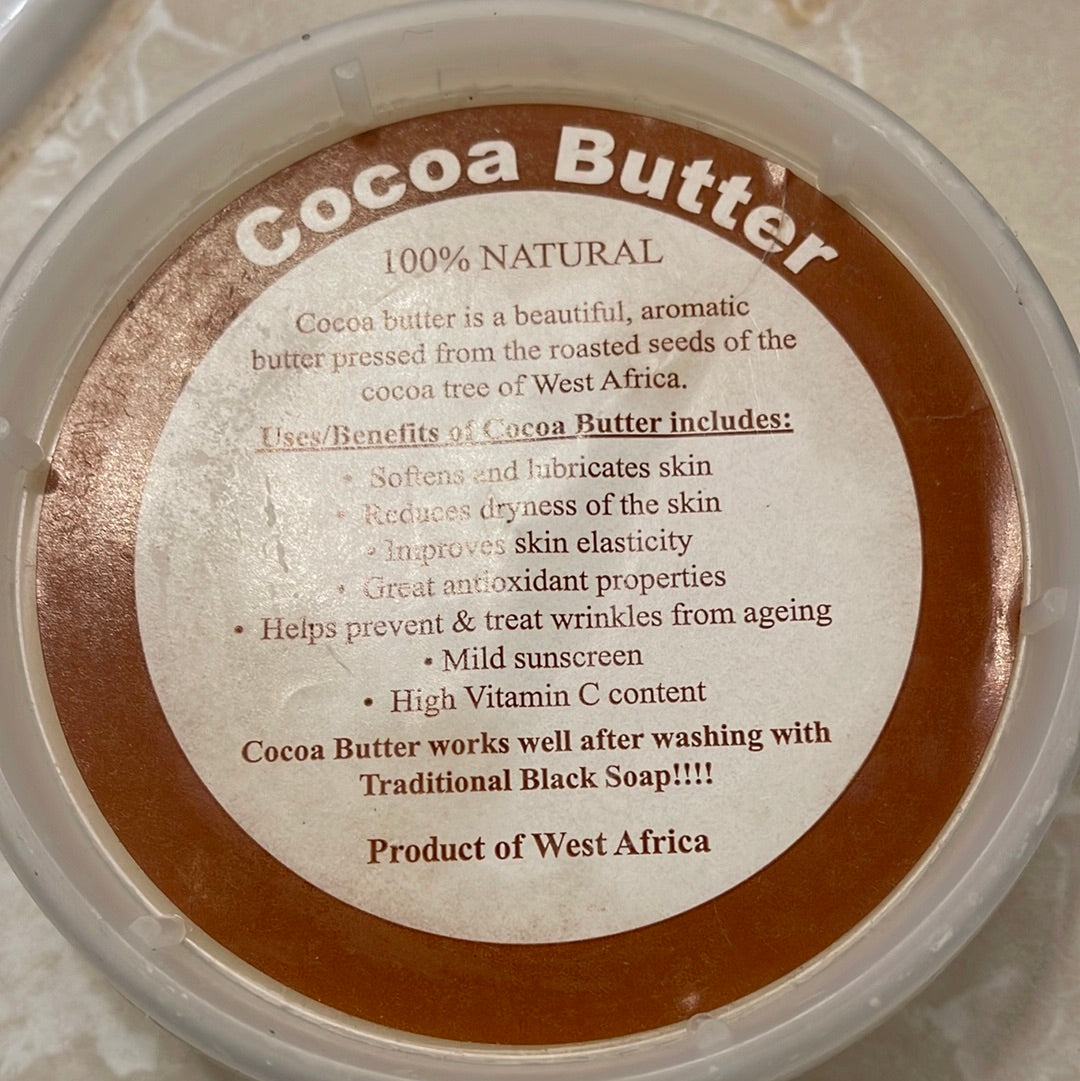 Cocoa Butter
100% NATURAL
Cocoa butter is a beautiful, aromatic
butter pressed from the roasted seeds of the
cocoa tree of West Africa.
Uses/Benefits of Cocoa Butter includes:
• Softens and lubricates skin
• Reduces dryness of the skin
• Improves skin elasticity
• Great antioxidant properties
• Helps prevent & treat wrinkles from ageing
• Mild sunscreen
• High Vitamin C content
Cocoa Butter works well after washing with
Traditional Black Soap!!!!
Product of West Africa